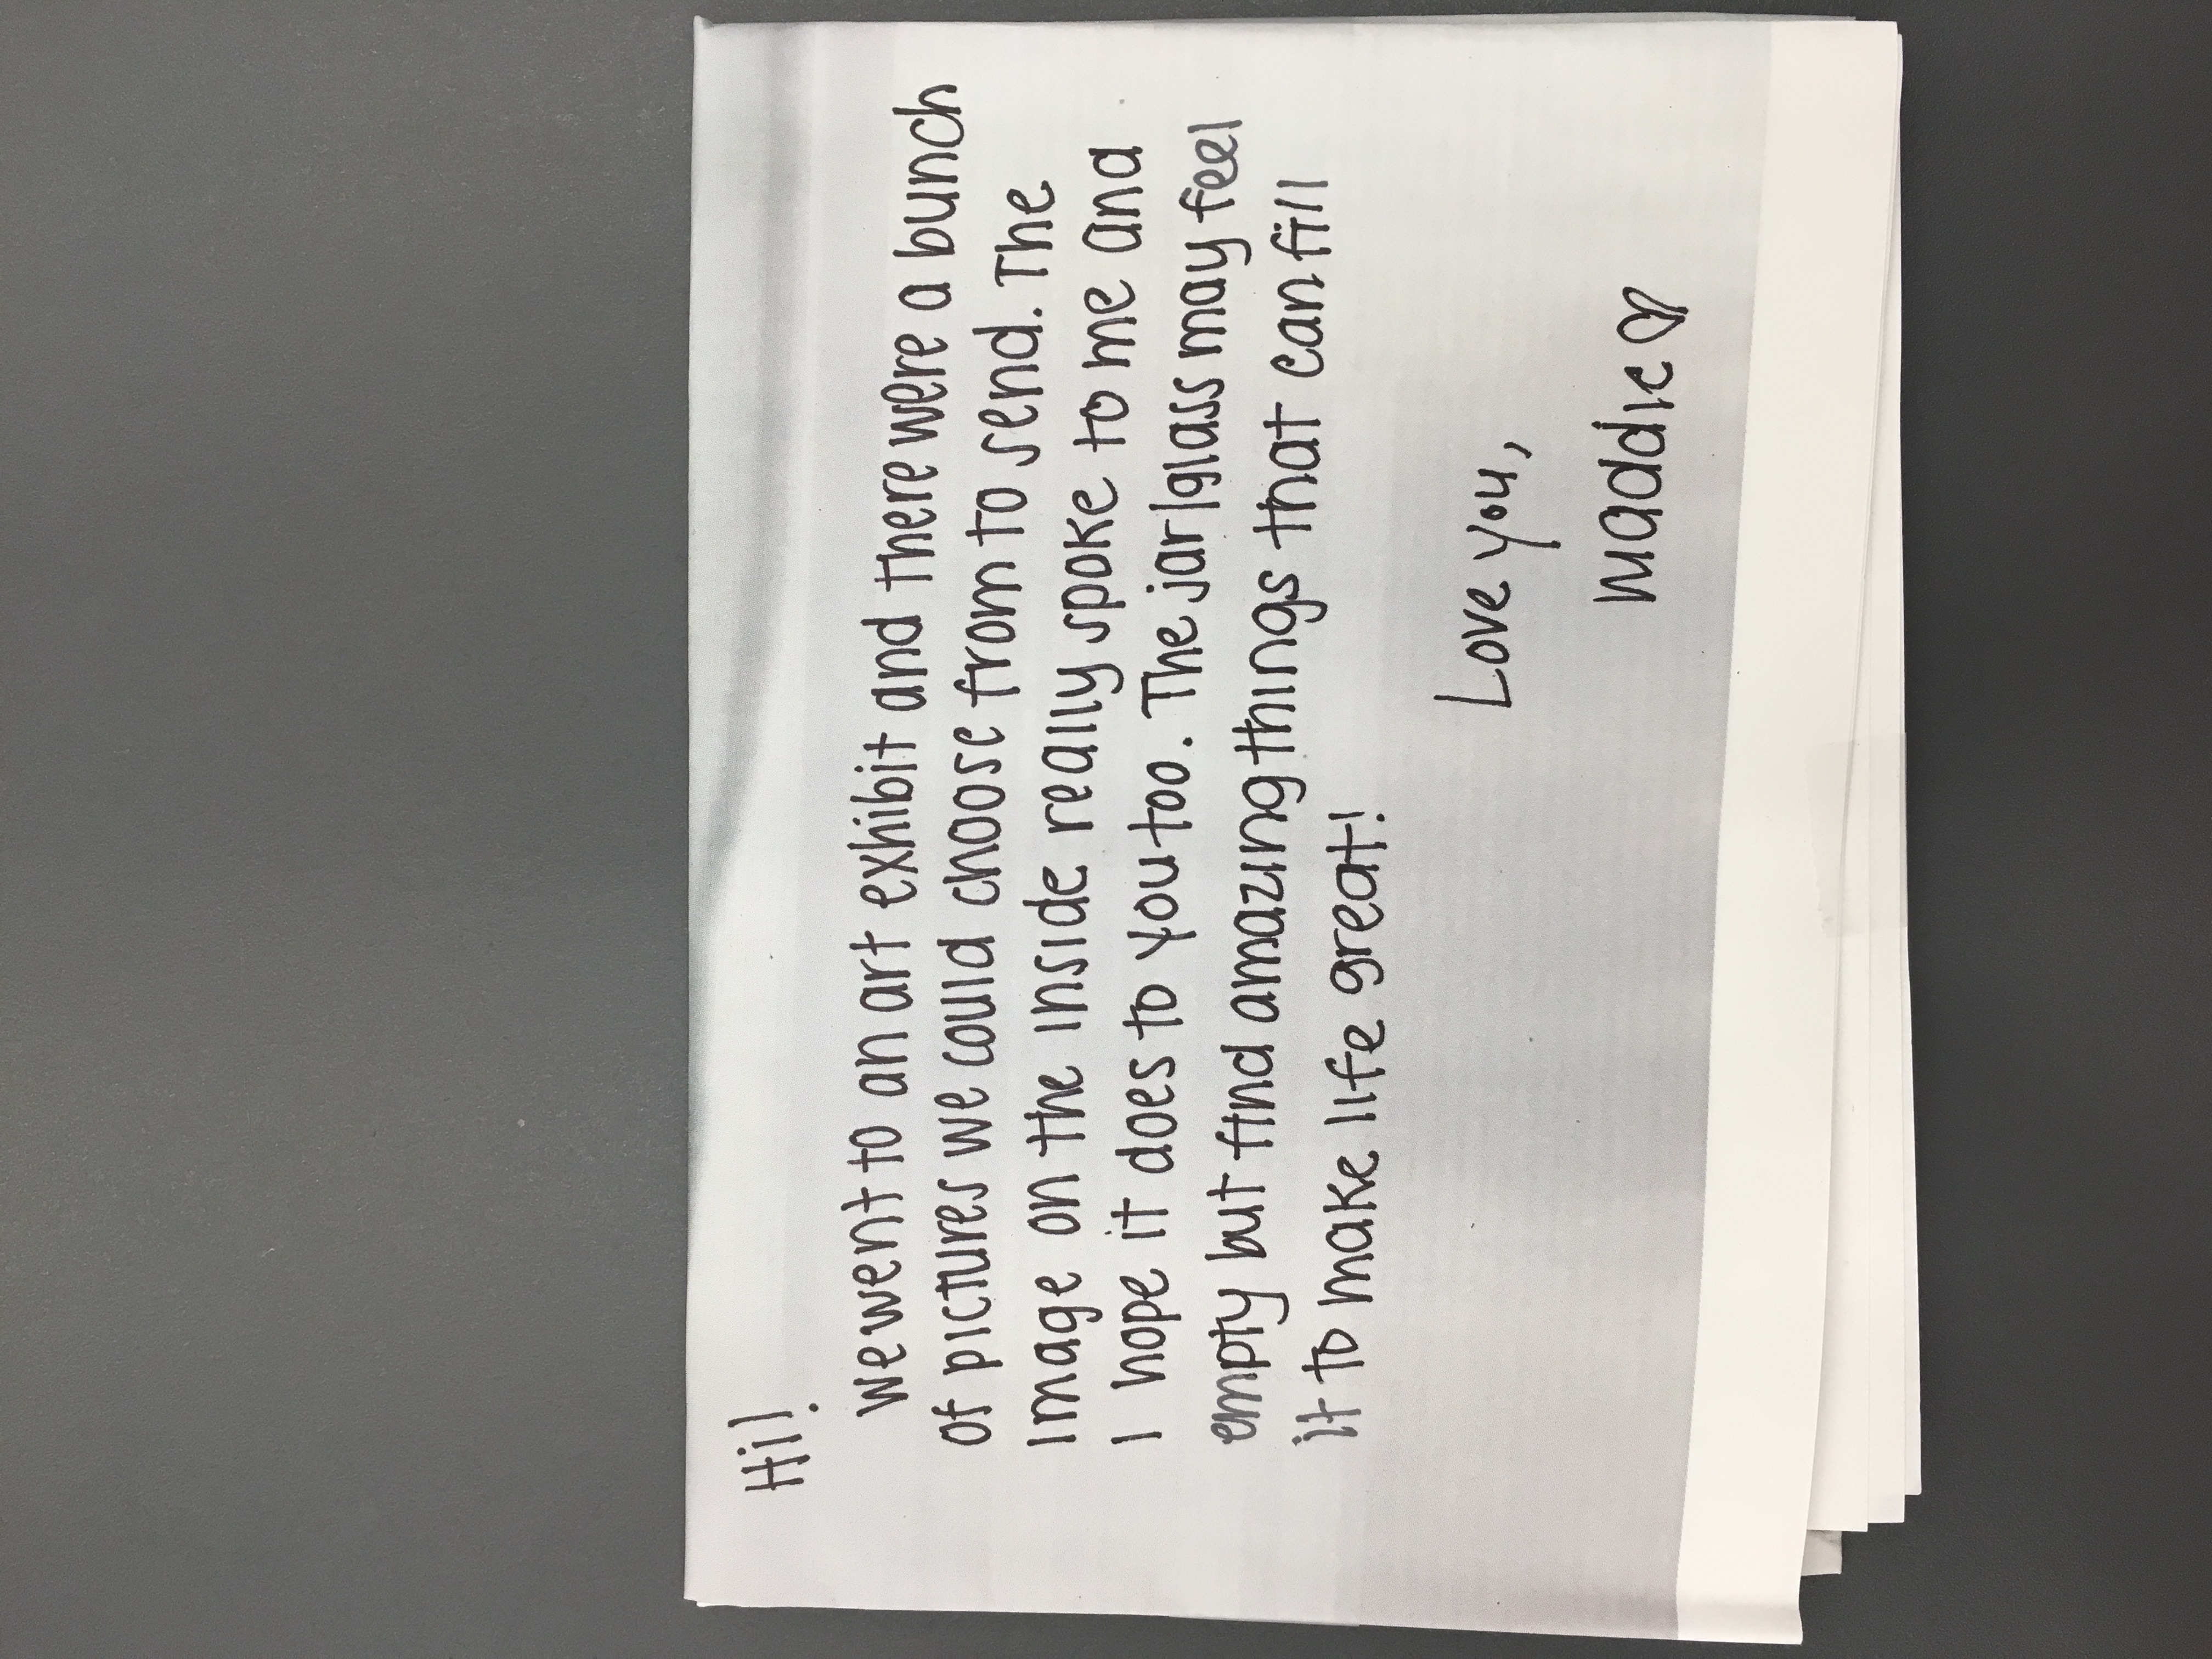 Hi!
We went to an art exhibit and there were a bunch
of pictures we could choose from to send. The
image on the inside really spoke to me and
I hope it does to you too. The jar/glass may feel
empty but find amazing things that can fill
it to make life great!
Love you,
Maddie ♡